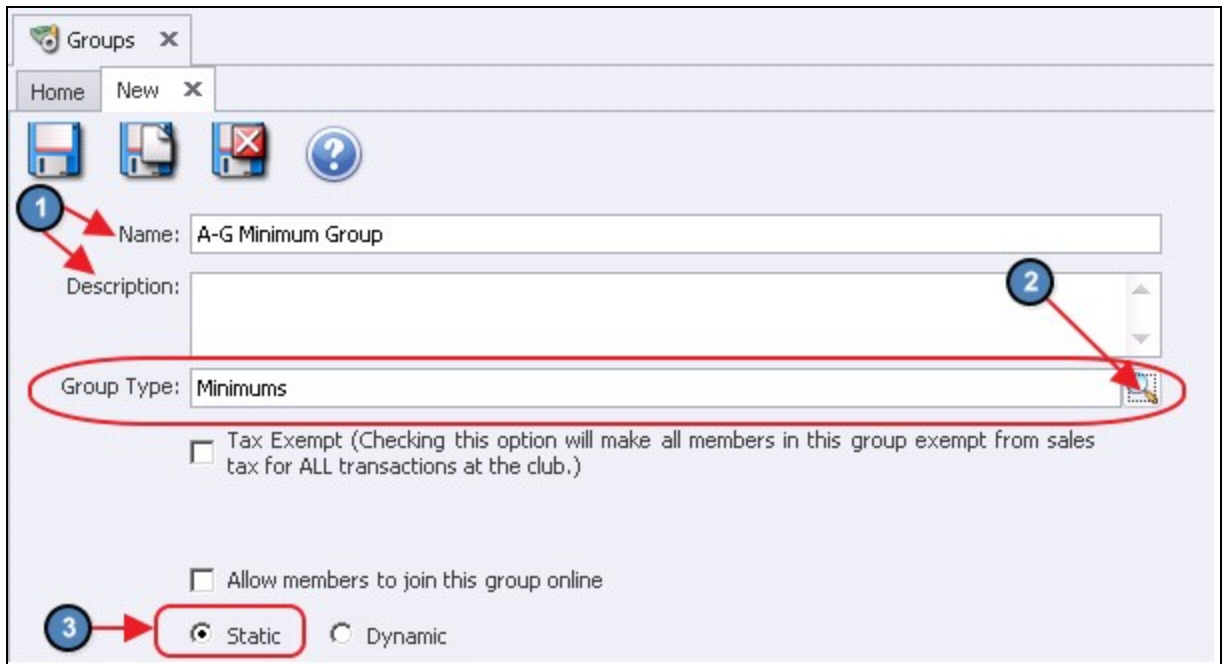 Groups
Home New
1
Name: A-G Minimum Group
Description:
2
Group Type: Minimums
Tax Exempt (Checking this option will make all members in this group exempt from sales
tax for ALL transactions at the club.)
Allow members to join this group online
3 Static Dynamic